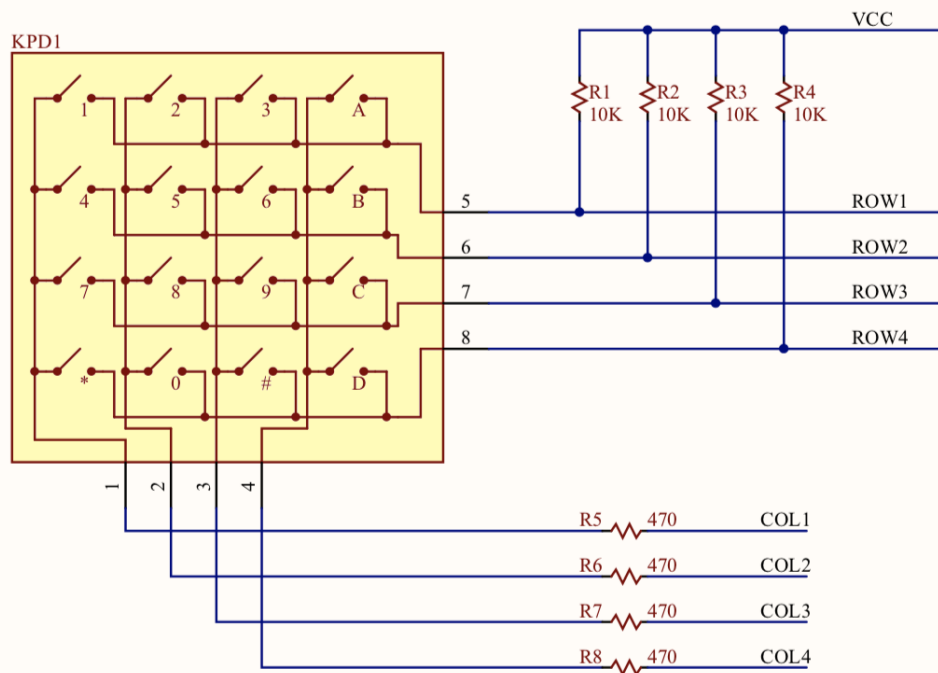 VCC
KPD1
R1 R2 R3 R4
10K 10K 10K 10K
1 2 3 A
4 5 6 B
5 ROW1
6 ROW2
7 8 9 C
7 ROW3
8 ROW4
* 0 # D
1 2 3 4
R5 470 COL1
R6 470 COL2
R7 470 COL3
R8 470 COL4